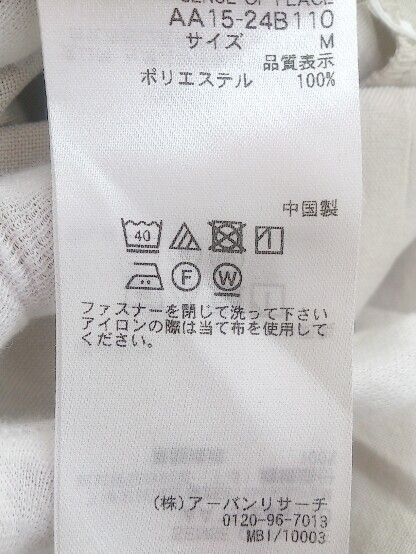 AA15-24B110
サイズ M
品質表示
ポリエステル 100%
中国製
40
F W
ファスナーを閉じて洗って下さい
アイロンの際は当て布を使用して
ください。
(株)アーバンリサーチ
0120-96-7013
MBI/10003